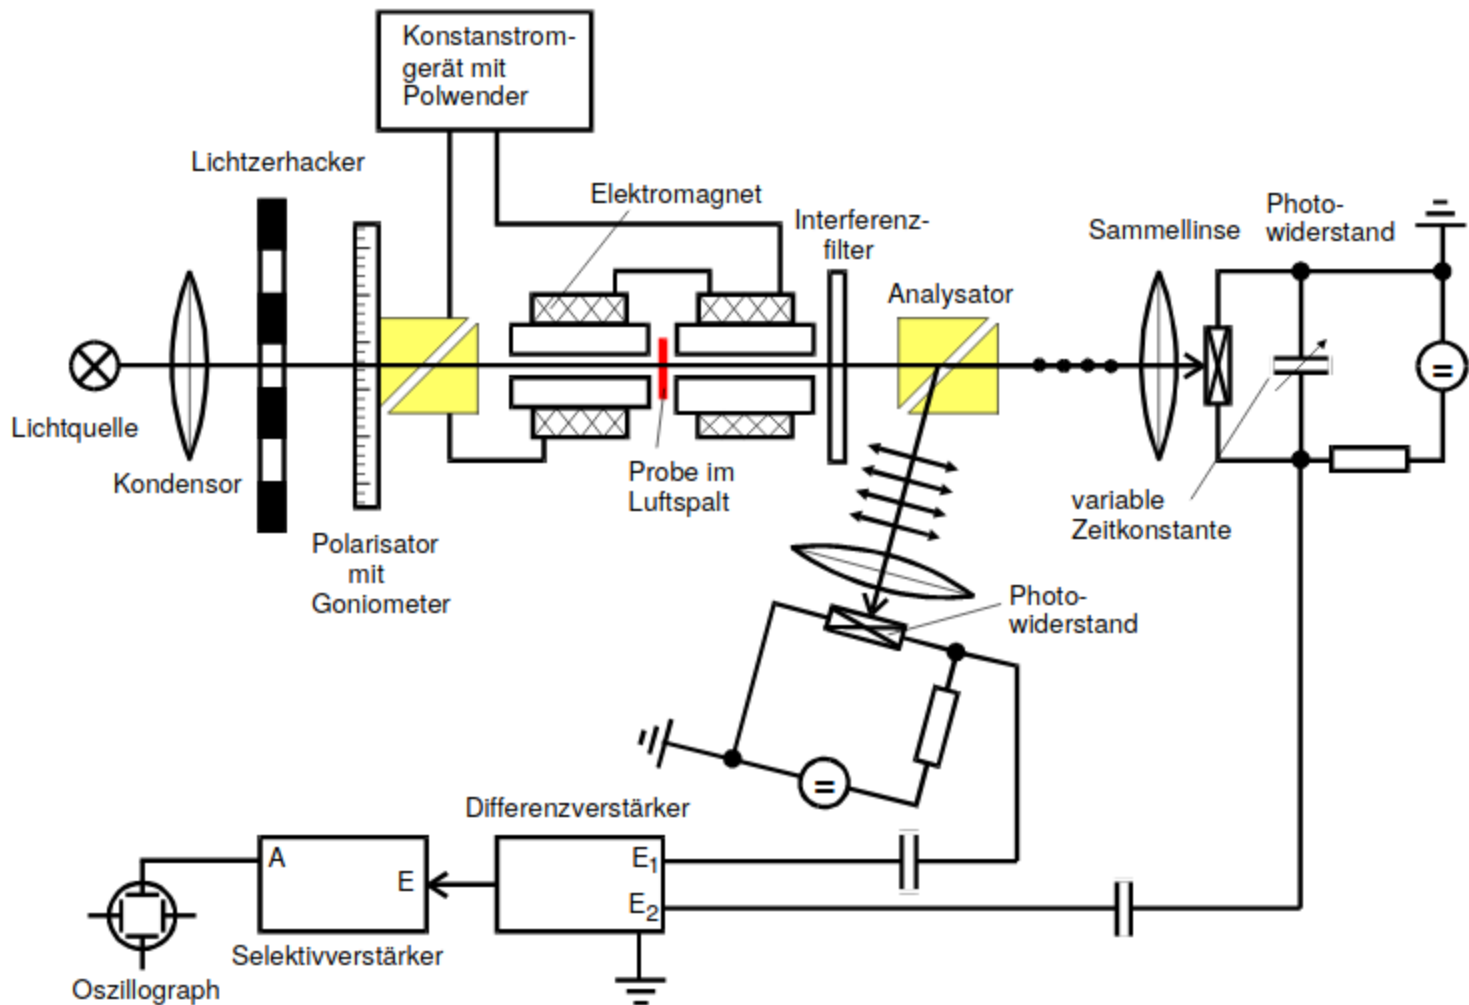 Konstanstrom-
gerät mit
Polwender
Lichtzerhacker
Elektromagnet
Interferenz-
filter
Sammellinse
Photo-
widerstand
Analysator
Lichtquelle
Kondensor
Probe im
Luftspalt
variable
Zeitkonstante
Polarisator
mit
Goniometer
Photo-
widerstand
=
=
Differenzverstärker
A
E
E1
E2
Selektivverstärker
Oszillograph